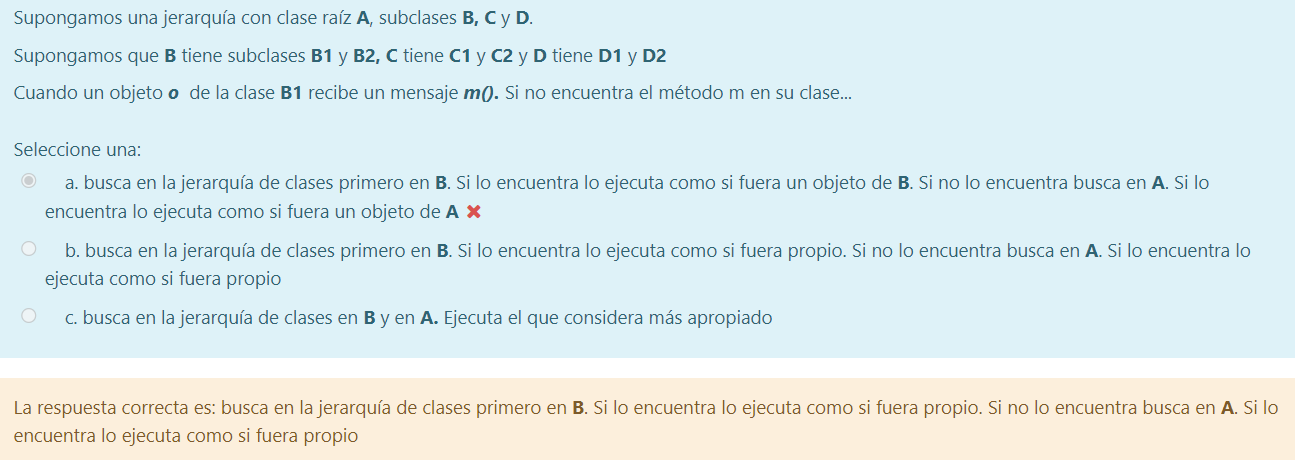 Supongamos una jerarquía con clase raíz A, subclases B, C y D.
Supongamos que B tiene subclases B1 y B2, C tiene C1 y C2 y D tiene D1 y D2
Cuando un objeto o de la clase B1 recibe un mensaje m(). Si no encuentra el método m en su clase...
Seleccione una:
a. busca en la jerarquía de clases primero en B. Si lo encuentra lo ejecuta como si fuera un objeto de B. Si no lo encuentra busca en A. Si lo
encuentra lo ejecuta como si fuera un objeto de A
b. busca en la jerarquía de clases primero en B. Si lo encuentra lo ejecuta como si fuera propio. Si no lo encuentra busca en A. Si lo encuentra lo
ejecuta como si fuera propio
c. busca en la jerarquía de clases en B y en A. Ejecuta el que considera más apropiado
La respuesta correcta es: busca en la jerarquía de clases primero en B. Si lo encuentra lo ejecuta como si fuera propio. Si no lo encuentra busca en A. Si lo
encuentra lo ejecuta como si fuera propio